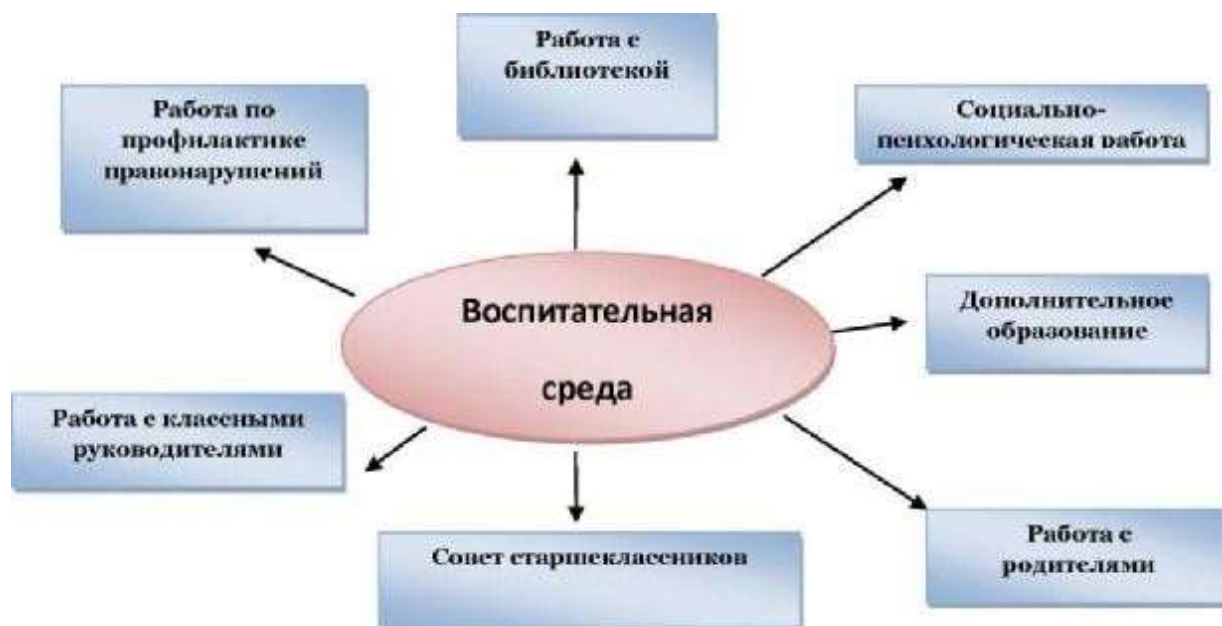 Работа с
библиотекой
Работа по
профилактике
правонарушений
Социально-
психологическая работа
Воспитательная
среда
Дополнительное
образование
Работа с классными
руководителями
Совет старшеклассников
Работа с
родителями